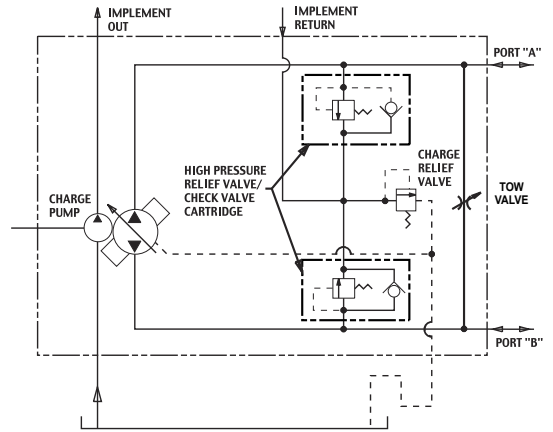 IMPLEMENT
OUT
IMPLEMENT
RETURN
PORT "A"
HIGH PRESSURE
RELIEF VALVE/
CHECK VALVE
CARTRIDGE
CHARGE
RELIEF
VALVE
TOW
VALVE
CHARGE
PUMP
PORT "B"